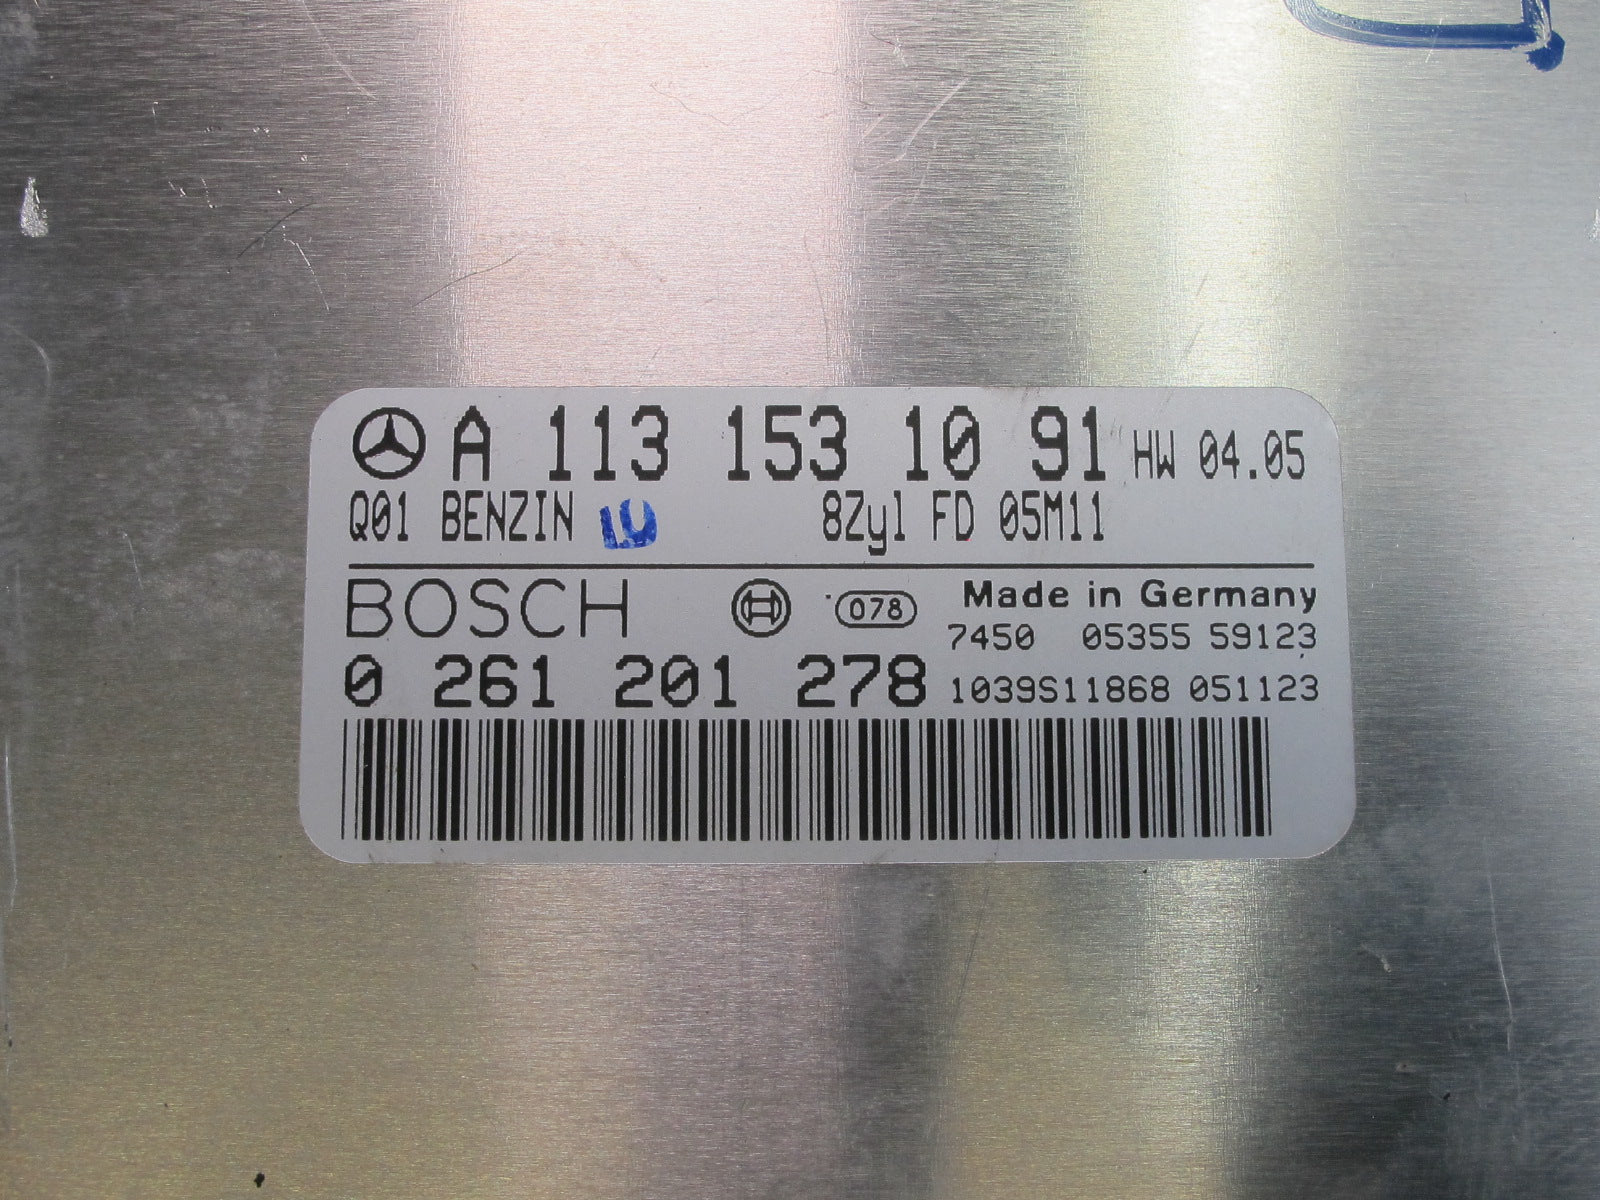 A 113 153 10 91 HW 04.05
Q01 BENZIN 8Zyl FD 05M11
BOSCH 078 Made in Germany
7450 05355 59123
0 261 201 278 1039S11868 051123